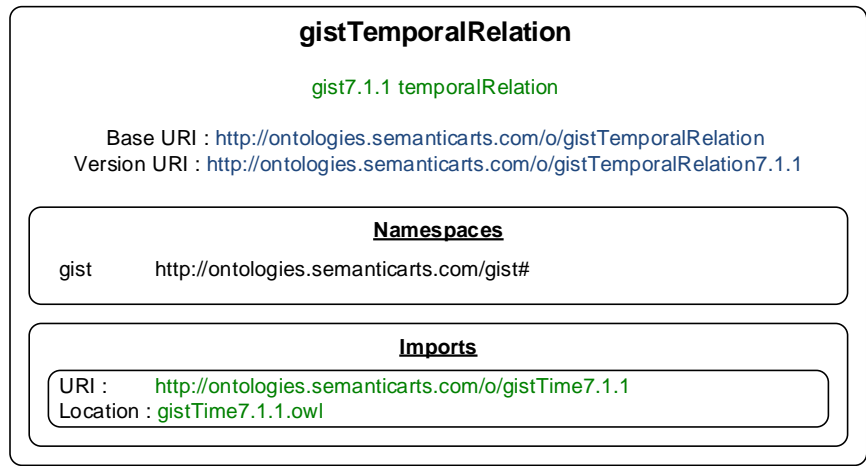 gistTemporalRelation
gist7.1.1 temporalRelation
Base URI : http://ontologies.semanticarts.com/o/gistTemporalRelation
Version URI : http://ontologies.semanticarts.com/o/gistTemporalRelation7.1.1
Namespaces
gist http://ontologies.semanticarts.com/gist#
Imports
URI : http://ontologies.semanticarts.com/o/gistTime7.1.1
Location : gistTime7.1.1.owl